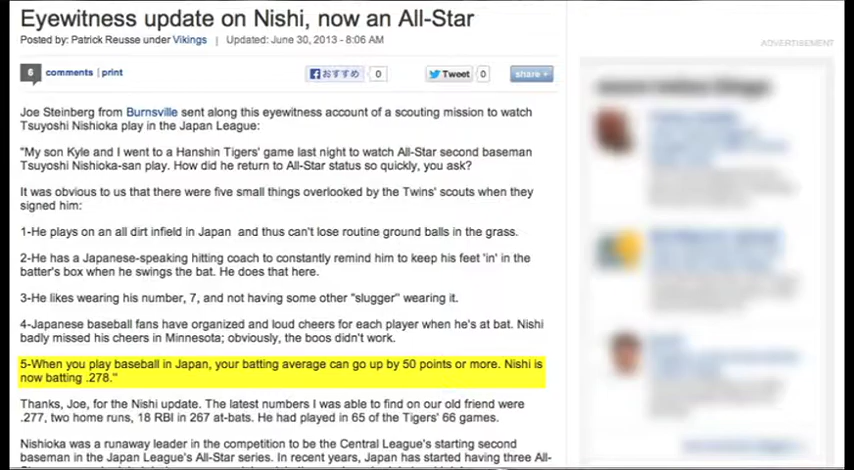 Eyewitness update on Nishi, now an All-Star
Posted by: Patrick Reusse under Vikings | Updated: June 30, 2013 - 8:06 AM
ADVERTISEMENT
6 comments | print おすすめ 0 Tweet 0 share
Joe Steinberg from Burnsville sent along this eyewitness account of a scouting mission to watch
Tsuyoshi Nishioka play in the Japan League:
"My son Kyle and I went to a Hanshin Tigers' game last night to watch All-Star second baseman
Tsuyoshi Nishioka-san play. How did he return to All-Star status so quickly, you ask?
It was obvious to us that there were five small things overlooked by the Twins' scouts when they
signed him:
1-He plays on an all dirt infield in Japan and thus can't lose routine ground balls in the grass.
2-He has a Japanese-speaking hitting coach to constantly remind him to keep his feet 'in' in the
batter's box when he swings the bat. He does that here.
3-He likes wearing his number, 7, and not having some other "slugger" wearing it.
4-Japanese baseball fans have organized and loud cheers for each player when he's at bat. Nishi
badly missed his cheers in Minnesota; obviously, the boos didn't work.
5-When you play baseball in Japan, your batting average can go up by 50 points or more. Nishi is
now batting .278."
Thanks, Joe, for the Nishi update. The latest numbers I was able to find on our old friend were
.277, two home runs, 18 RBI in 267 at-bats. He had played in 65 of the Tigers' 66 games.
Nishioka was a runaway leader in the competition to be the Central League's starting second
baseman in the Japan League's All-Star series. In recent years, Japan has started having three All-